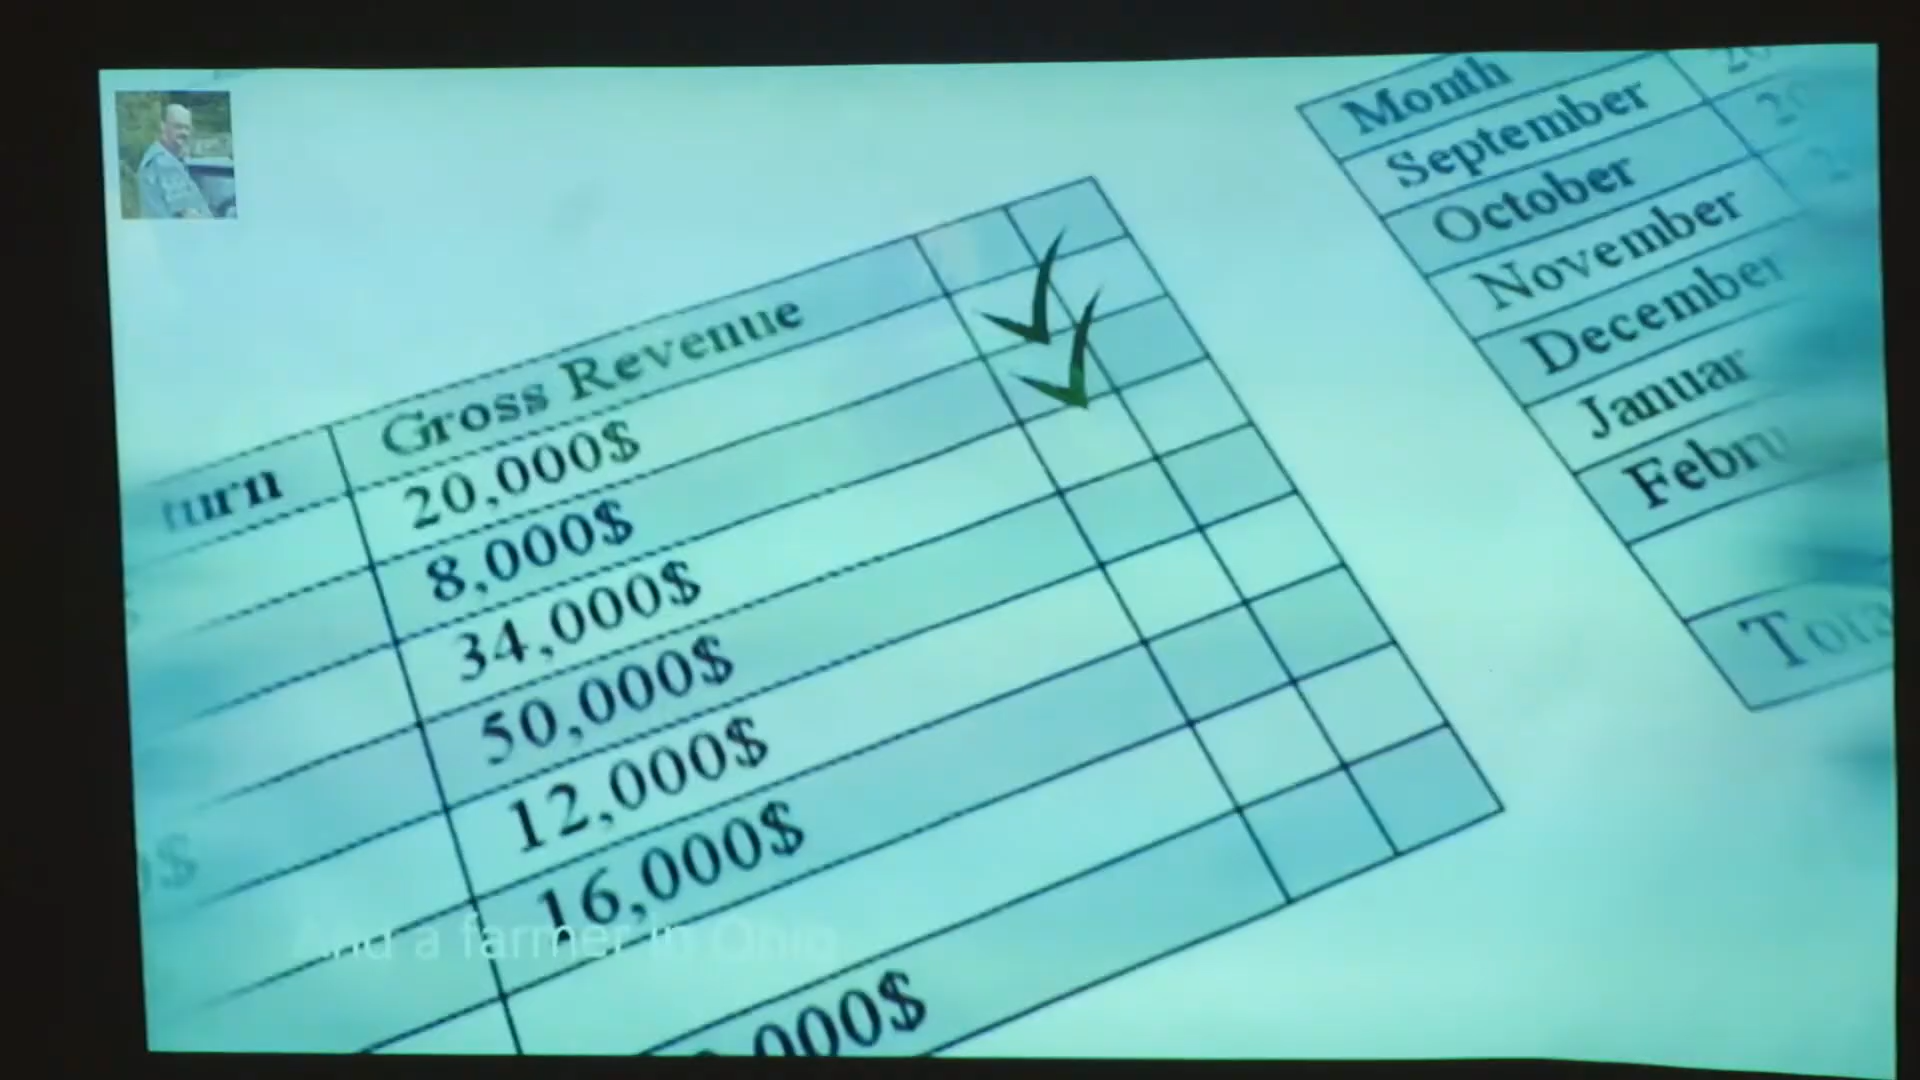 turn
Gross Revenue
20,000$
8,000$
34,000$
50,000$
12,000$
16,000$
000$
Month
September
October
November
December
Januar
Febru
Tota
And a farmer in Ohio